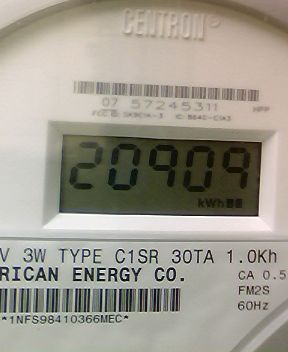 CENTRON®
07 57245311
20909
kWh
V 3W TYPE C1SR 30TA 1.0Kh
RICAN ENERGY CO.
CA 0.5
FM2S
60Hz
*1NFS98410366MEC*